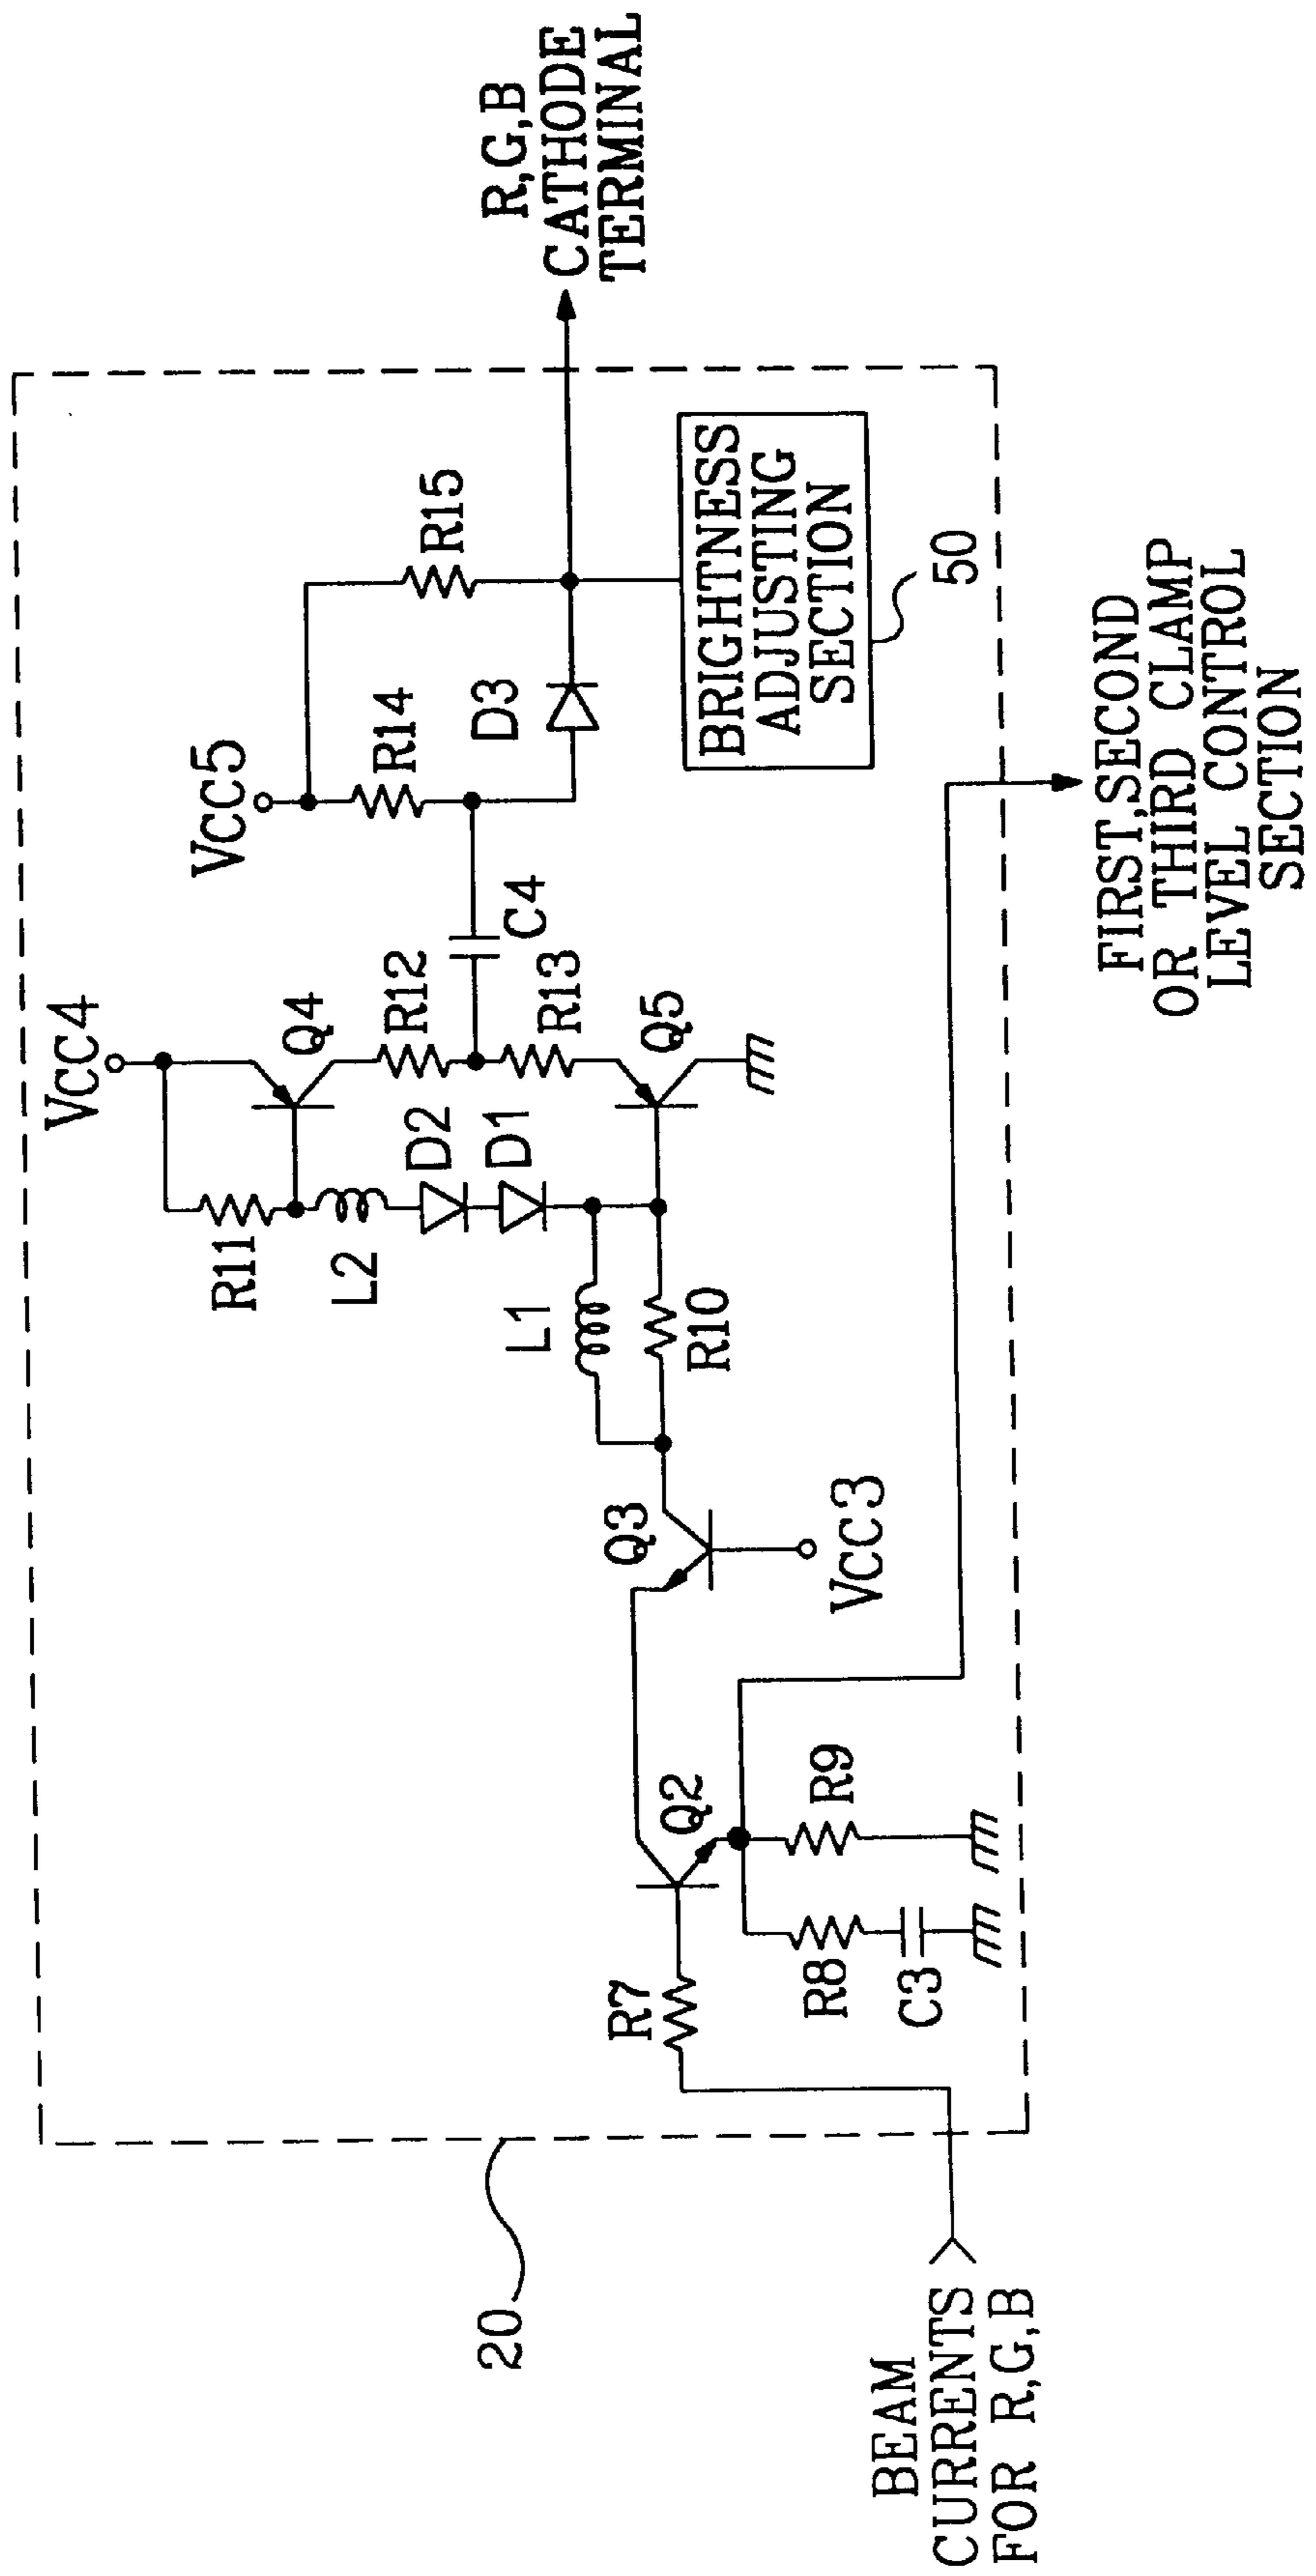 20
BEAM
CURRENTS
FOR R,G,B
R7
R8
C3
R9
Q2
Q3
VCC3
L1
R10
R11
L2
D2
D1
VCC4
Q4
R12
R13
Q5
C4
VCC5
R14
D3
R15
BRIGHTNESS
ADJUSTING
SECTION
50
R,G,B
CATHODE
TERMINAL
FIRST,SECOND
OR THIRD CLAMP
LEVEL CONTROL
SECTION